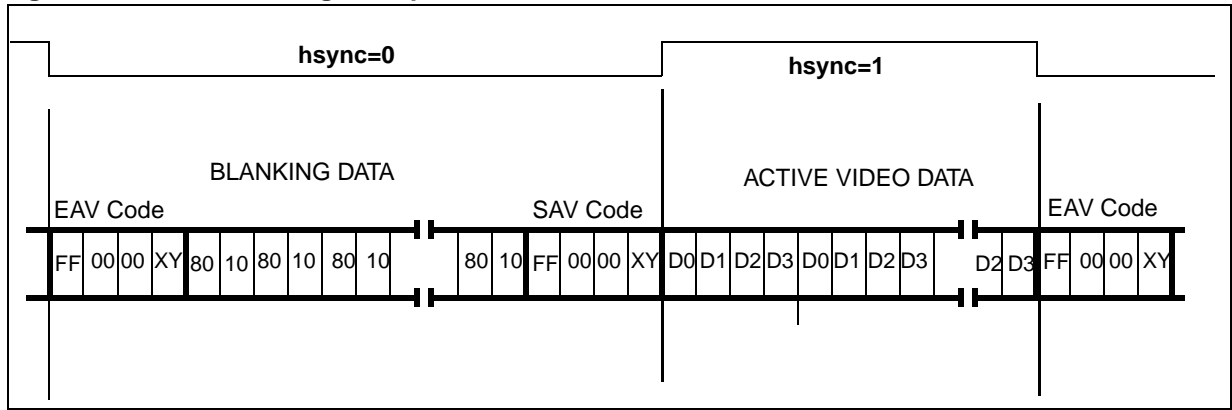 hsync=0
hsync=1
BLANKING DATA
ACTIVE VIDEO DATA
EAV Code
SAV Code
EAV Code
FF 00 00 XY 80 10 80 10 80 10 80 10 FF 00 00 XY D0 D1 D2 D3 D0 D1 D2 D3 D2 D3 FF 00 00 XY